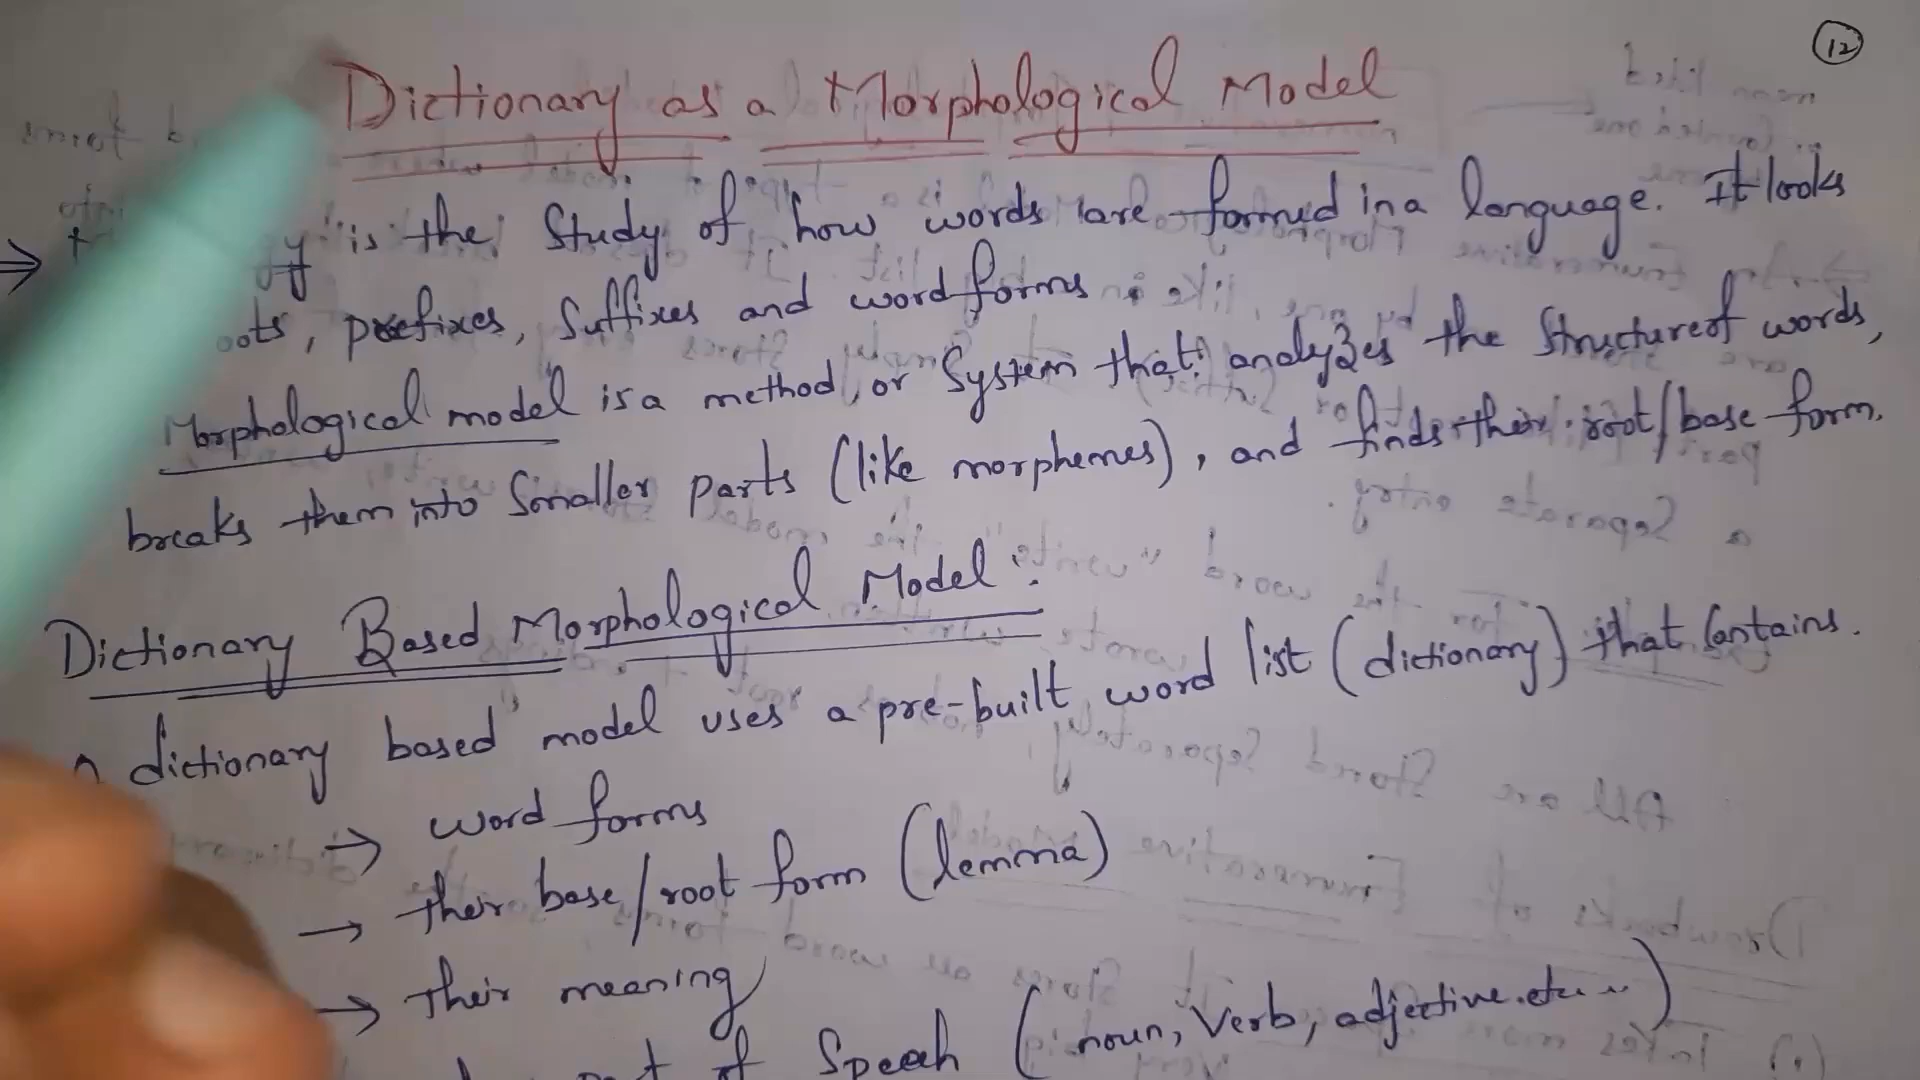 12
Dictionary as a Morphological Model
is the Study of how words are formed in a language. It looks
prefixes, Suffixes and word forms.
Morphological model is a method or System that analyzes the Structure of words,
breaks them into Smaller parts (like morphemes), and finds their root/base form.
Dictionary Based Morphological Model:
dictionary based model uses a pre-built word list (dictionary) that Contains.
→ word forms
→ their base/root form (lemma)
→ their meaning
of Speech (noun, Verb, adjective.etc...)